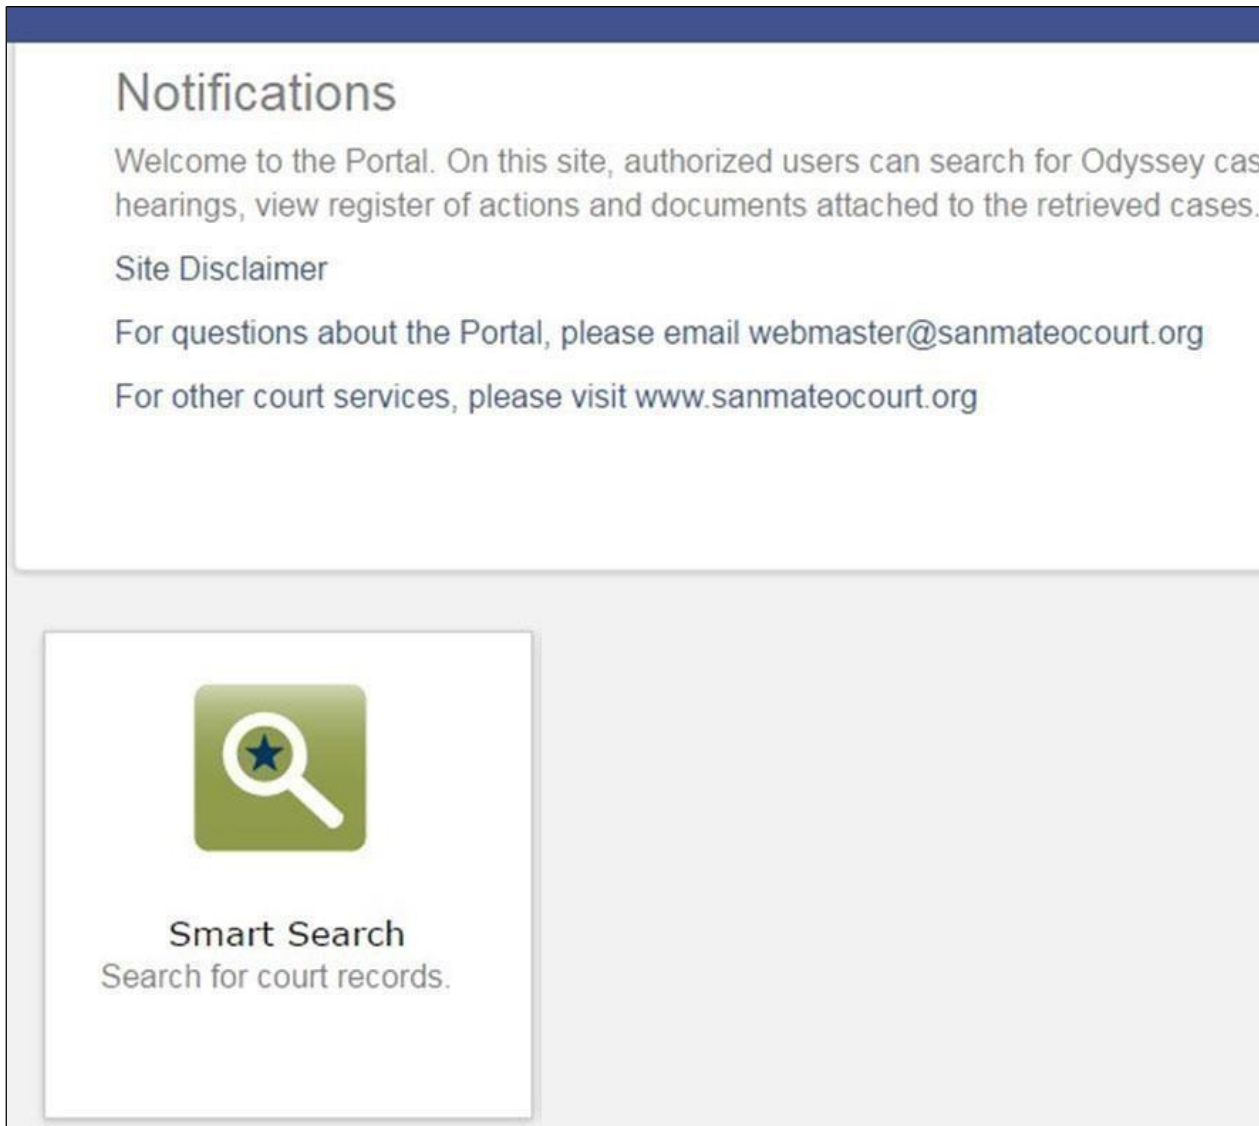 Notifications
Welcome to the Portal. On this site, authorized users can search for Odyssey
hearings, view register of actions and documents attached to the retrieved cases.
Site Disclaimer
For questions about the Portal, please email webmaster@sanmateocourt.org
For other court services, please visit www.sanmateocourt.org
Smart Search
Search for court records.